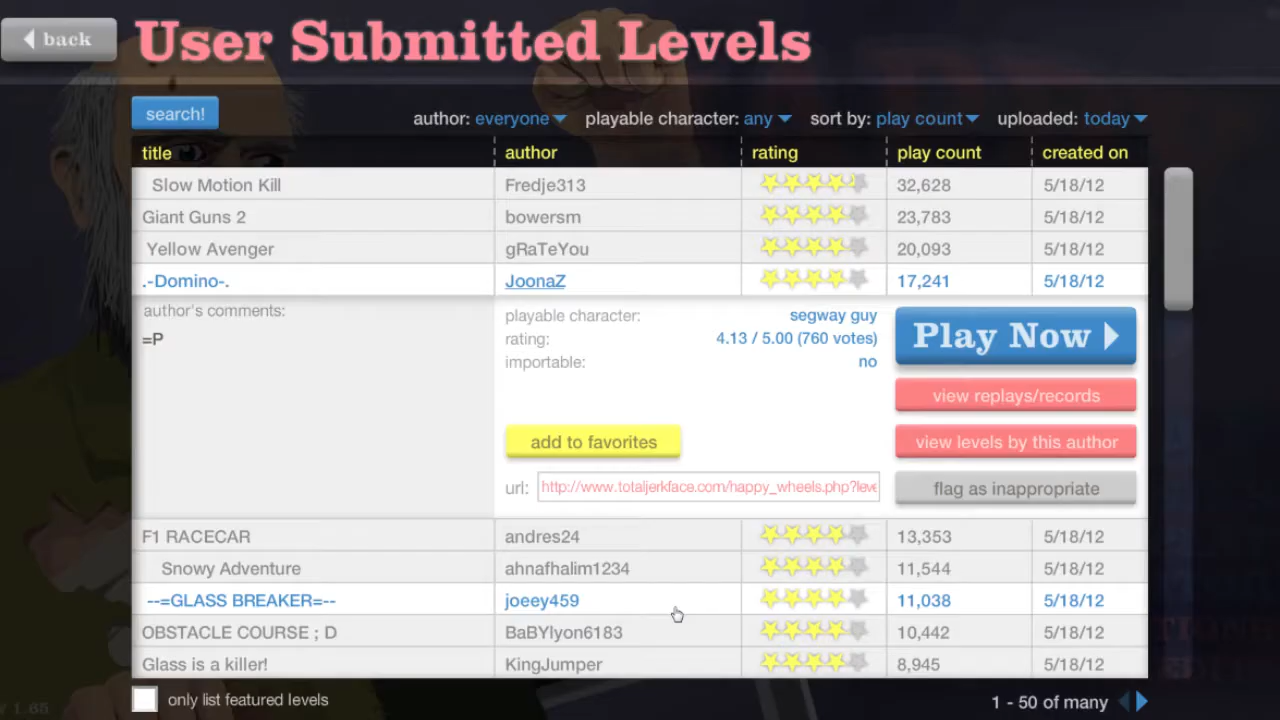 back
User Submitted Levels
search!
author: everyone playable character: any sort by: play count uploaded: today
title author rating play count created on
Slow Motion Kill Fredje313 32,628 5/18/12
Giant Guns 2 bowersm 23,783 5/18/12
Yellow Avenger gRaTeYou 20,093 5/18/12
.-Domino-. JoonaZ 17,241 5/18/12
author's comments:
=P
playable character: segway guy
rating: 4.13 / 5.00 (760 votes)
importable: no
Play Now
view replays/records
add to favorites
view levels by this author
url: http://www.totaljerkface.com/happy_wheels.php?leve
flag as inappropriate
F1 RACECAR andres24 13,353 5/18/12
Snowy Adventure ahnafhalim1234 11,544 5/18/12
--=GLASS BREAKER=-- joeey459 11,038 5/18/12
OBSTACLE COURSE ; D BaBYlyon6183 10,442 5/18/12
Glass is a killer! KingJumper 8,945 5/18/12
only list featured levels
1 - 50 of many
v 1.65